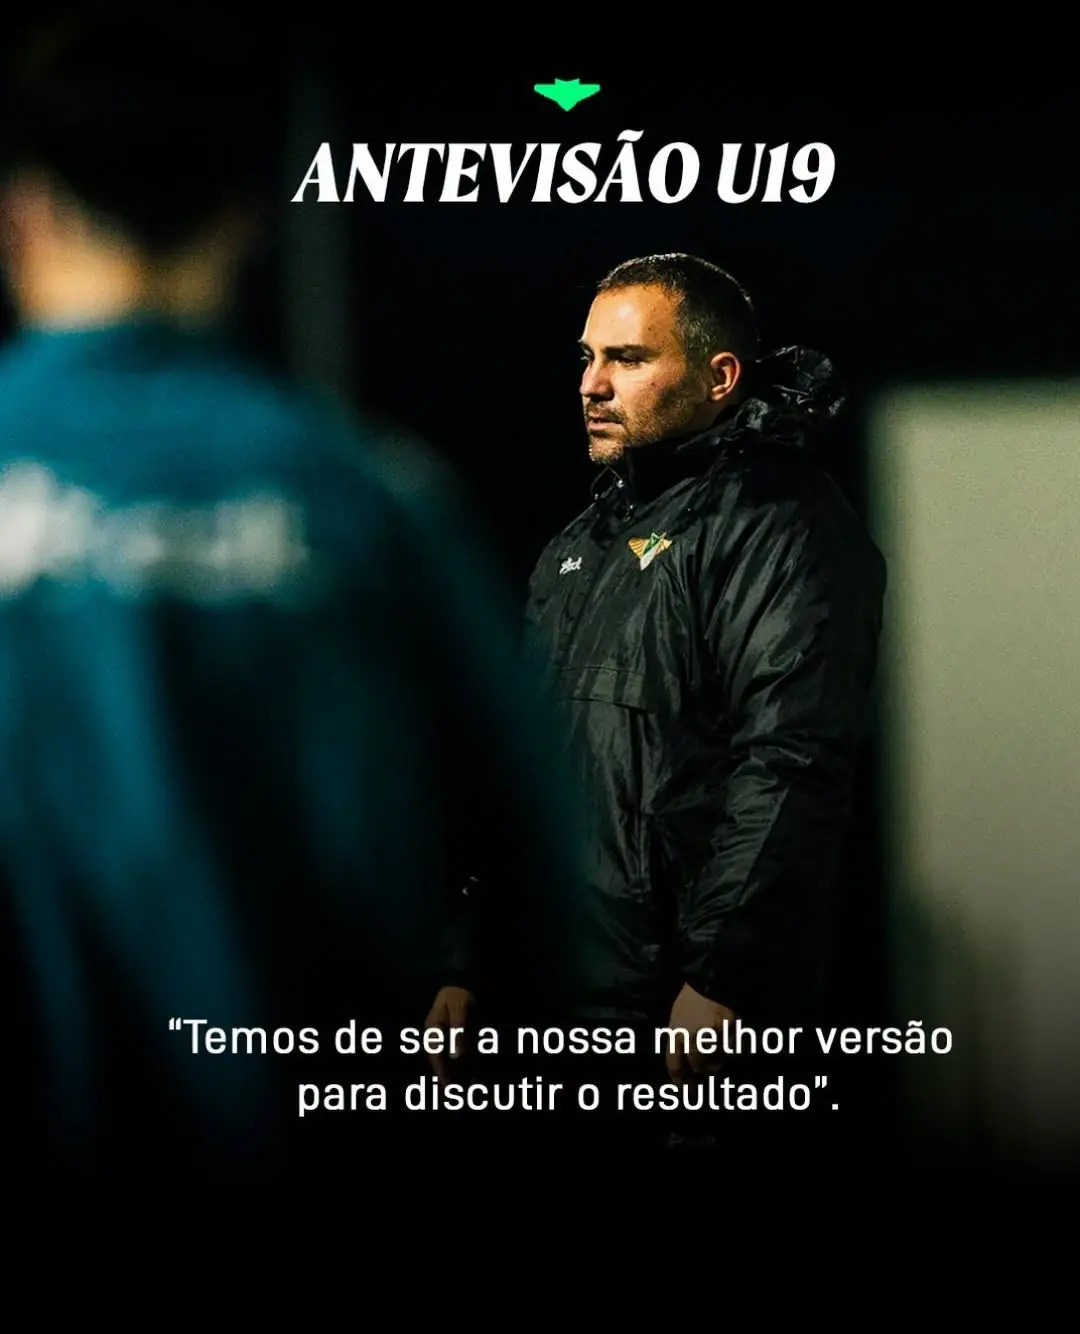 ANTEVISÃO U19
“Temos de ser a nossa melhor versão
para discutir o resultado”.